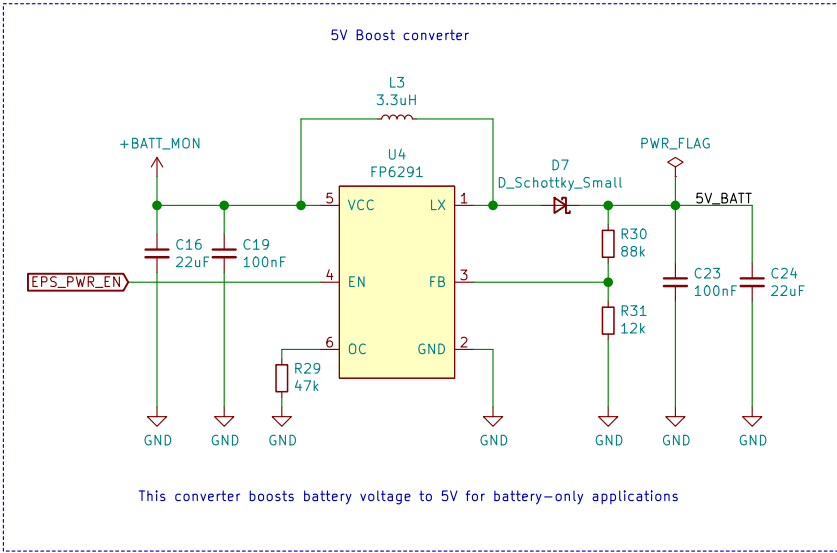 5V Boost converter
L3
3.3uH
+BATT_MON
U4
FP6291
D7
D_Schottky_Small
PWR_FLAG
5 VCC LX 1
5V_BATT
C16
22uF
C19
100nF
R30
88k
EPS_PWR_EN
4 EN FB 3
C23
100nF
C24
22uF
R31
12k
6 OC GND 2
R29
47k
GND GND GND GND GND GND GND
This converter boosts battery voltage to 5V for battery-only applications